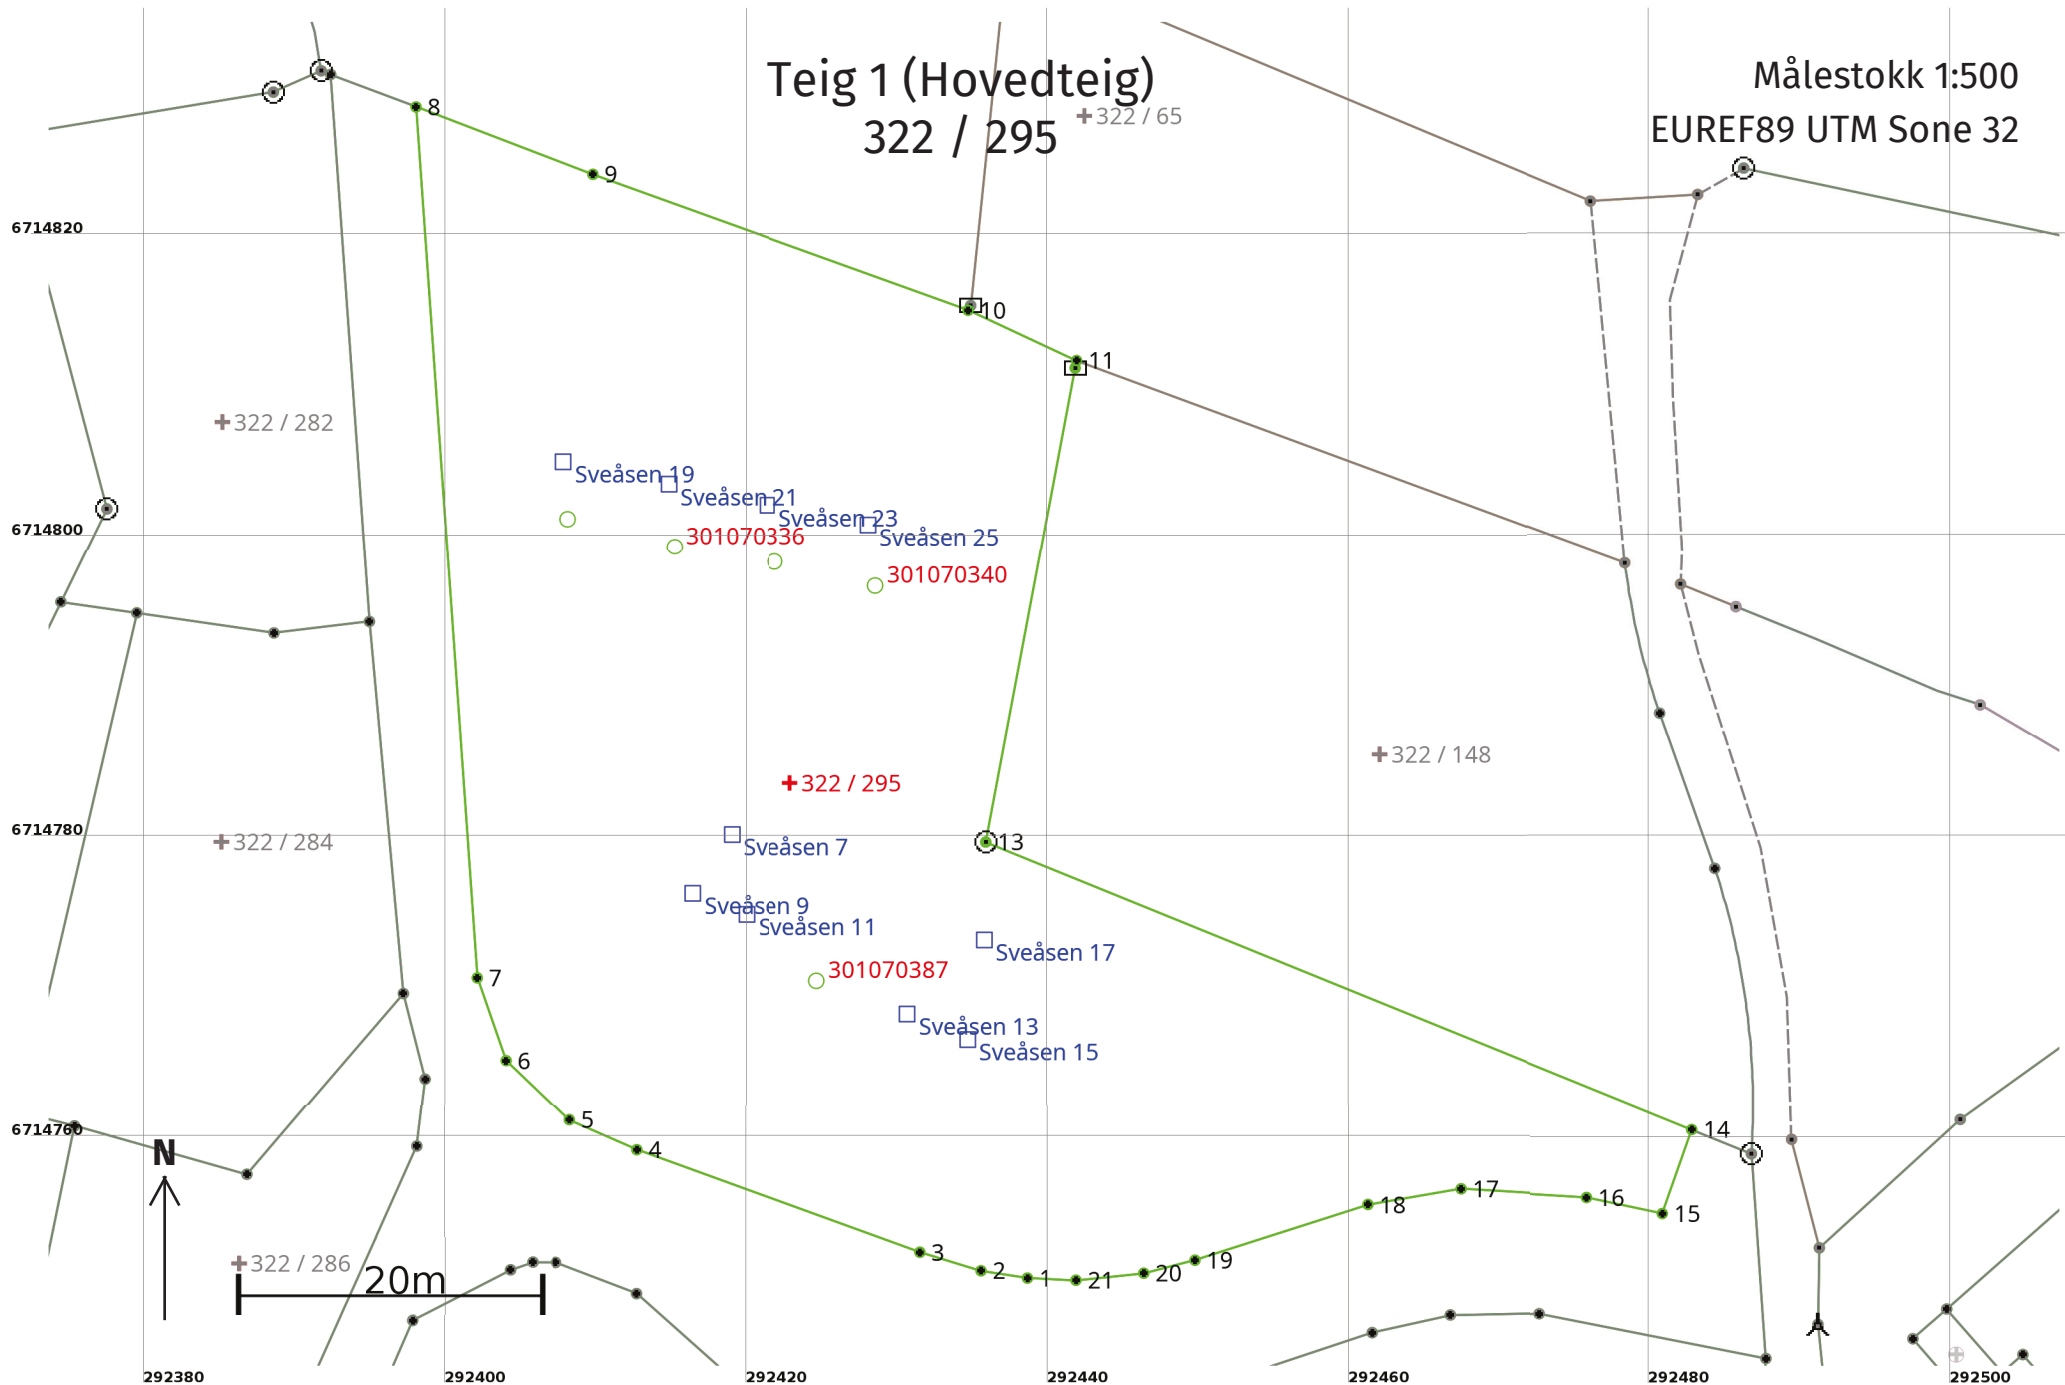 Teig 1 (Hovedteig)
322 / 295
Målestokk 1:500
EUREF89 UTM Sone 32
8
322 / 65
9
6714820
10
11
322 / 282
Sveåsen 19
Sveåsen 21
Sveåsen 23
6714800
301070336
Sveåsen 25
301070340
322 / 148
322 / 295
6714780
322 / 284
Sveåsen 7
13
Sveåsen 9
Sveåsen 11
Sveåsen 17
301070387
7
Sveåsen 13
Sveåsen 15
6
5
14
6714760
4
N
16
17
18
15
3
322 / 286
19
2
1
21
20
20m
292380
292400
292420
292440
292460
292480
292500